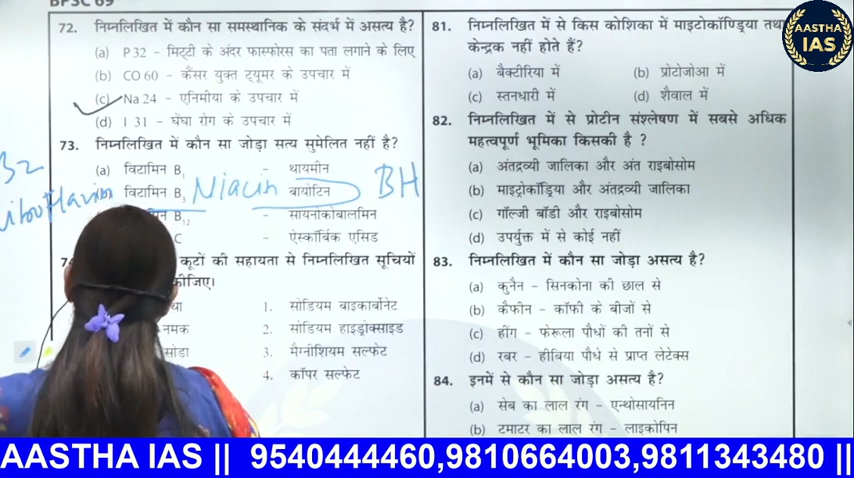 BPSC 69
72. निम्नलिखित में कौन सा समस्थानिक के संदर्भ में असत्य है?
(a) P 32 – मिट्टी के अंदर फास्फोरस का पता लगाने के लिए
(b) CO 60 – कैंसर युक्त ट्यूमर के उपचार में
(c) Na 24 – एनिमीया के उपचार में
(d) I 31 – घेंघा रोग के उपचार में
73. निम्नलिखित में कौन सा जोड़ा सत्य सुमेलित नहीं है?
(a) विटामिन B1 – थायमीन
विटामिन B3 Niacin बायोटिन BH
B12 – सायनोकोबालमिन
C – ऐस्कॉर्बिक एसिड
कूटों की सहायता से निम्नलिखित सूचियों
कीजिए।
1. सोडियम बाइकार्बोनेट
नमक 2. सोडियम हाइड्रोक्साइड
सोडा 3. मैग्नीशियम सल्फेट
4. कॉपर सल्फेट
81. निम्नलिखित में से किस कोशिका में माइटोकॉण्ड्रिया तथा
केन्द्रक नहीं होते हैं?
(a) बैक्टीरिया में (b) प्रोटोजोआ में
(c) स्तनधारी में (d) शैवाल में
82. निम्नलिखित में से प्रोटीन संश्लेषण में सबसे अधिक
महत्वपूर्ण भूमिका किसकी है ?
(a) अंतद्रव्यी जालिका और अंत राइबोसोम
(b) माइट्रोकॉंड्रिया और अंतद्रव्यी जालिका
(c) गॉल्जी बॉडी और राइबोसोम
(d) उपर्युक्त में से कोई नहीं
83. निम्नलिखित में कौन सा जोड़ा असत्य है?
(a) कुनैन – सिनकोना की छाल से
(b) कैफीन – कॉफी के बीजों से
(c) हींग – फेरूला पौधों की तनों से
(d) रबर – हीबिया पौधे से प्राप्त लेटेक्स
84. इनमें से कौन सा जोड़ा असत्य है?
(a) सेब का लाल रंग – एन्थोसायनिन
(b) टमाटर का लाल रंग – लाइकोपिन
AASTHA
IAS
AASTHA IAS || 9540444460,9810664003,9811343480 ||